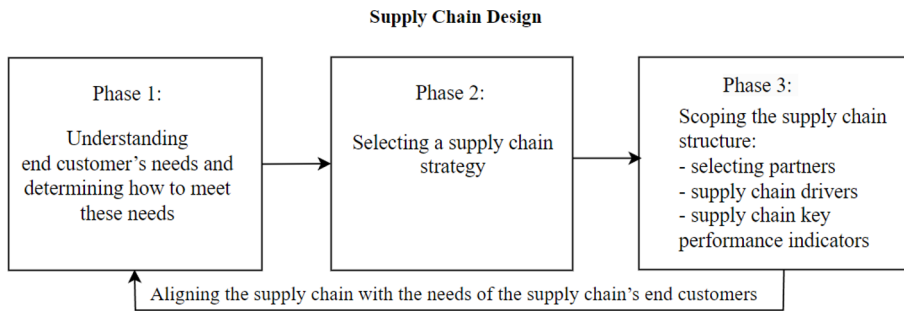 Supply Chain Design
Phase 1:
Understanding
end customer's needs and
determining how to meet
these needs
Phase 2:
Selecting a supply chain
strategy
Phase 3:
Scoping the supply chain
structure:
- selecting partners
- supply chain drivers
- supply chain key
performance indicators
Aligning the supply chain with the needs of the supply chain's end customers